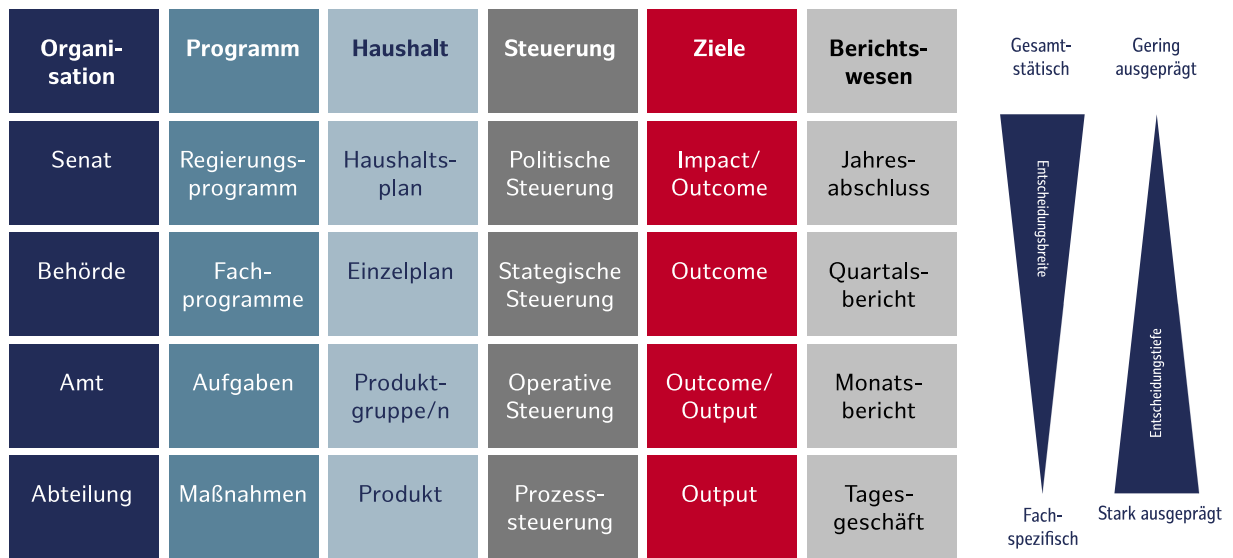 Organi-
sation
Programm
Haushalt
Steuerung
Ziele
Berichts-
wesen
Gesamt-
stätisch
Gering
ausgeprägt
Senat
Regierungs-
programm
Haushalts-
plan
Politische
Steuerung
Impact/
Outcome
Jahres-
abschluss
Entscheidungsbreite
Behörde
Fach-
programme
Einzelplan
Stategische
Steuerung
Outcome
Quartals-
bericht
Amt
Aufgaben
Produkt-
gruppe/n
Operative
Steuerung
Outcome/
Output
Monats-
bericht
Entscheidungstiefe
Abteilung
Maßnahmen
Produkt
Prozess-
steuerung
Output
Tages-
geschäft
Fach-
spezifisch
Stark ausgeprägt